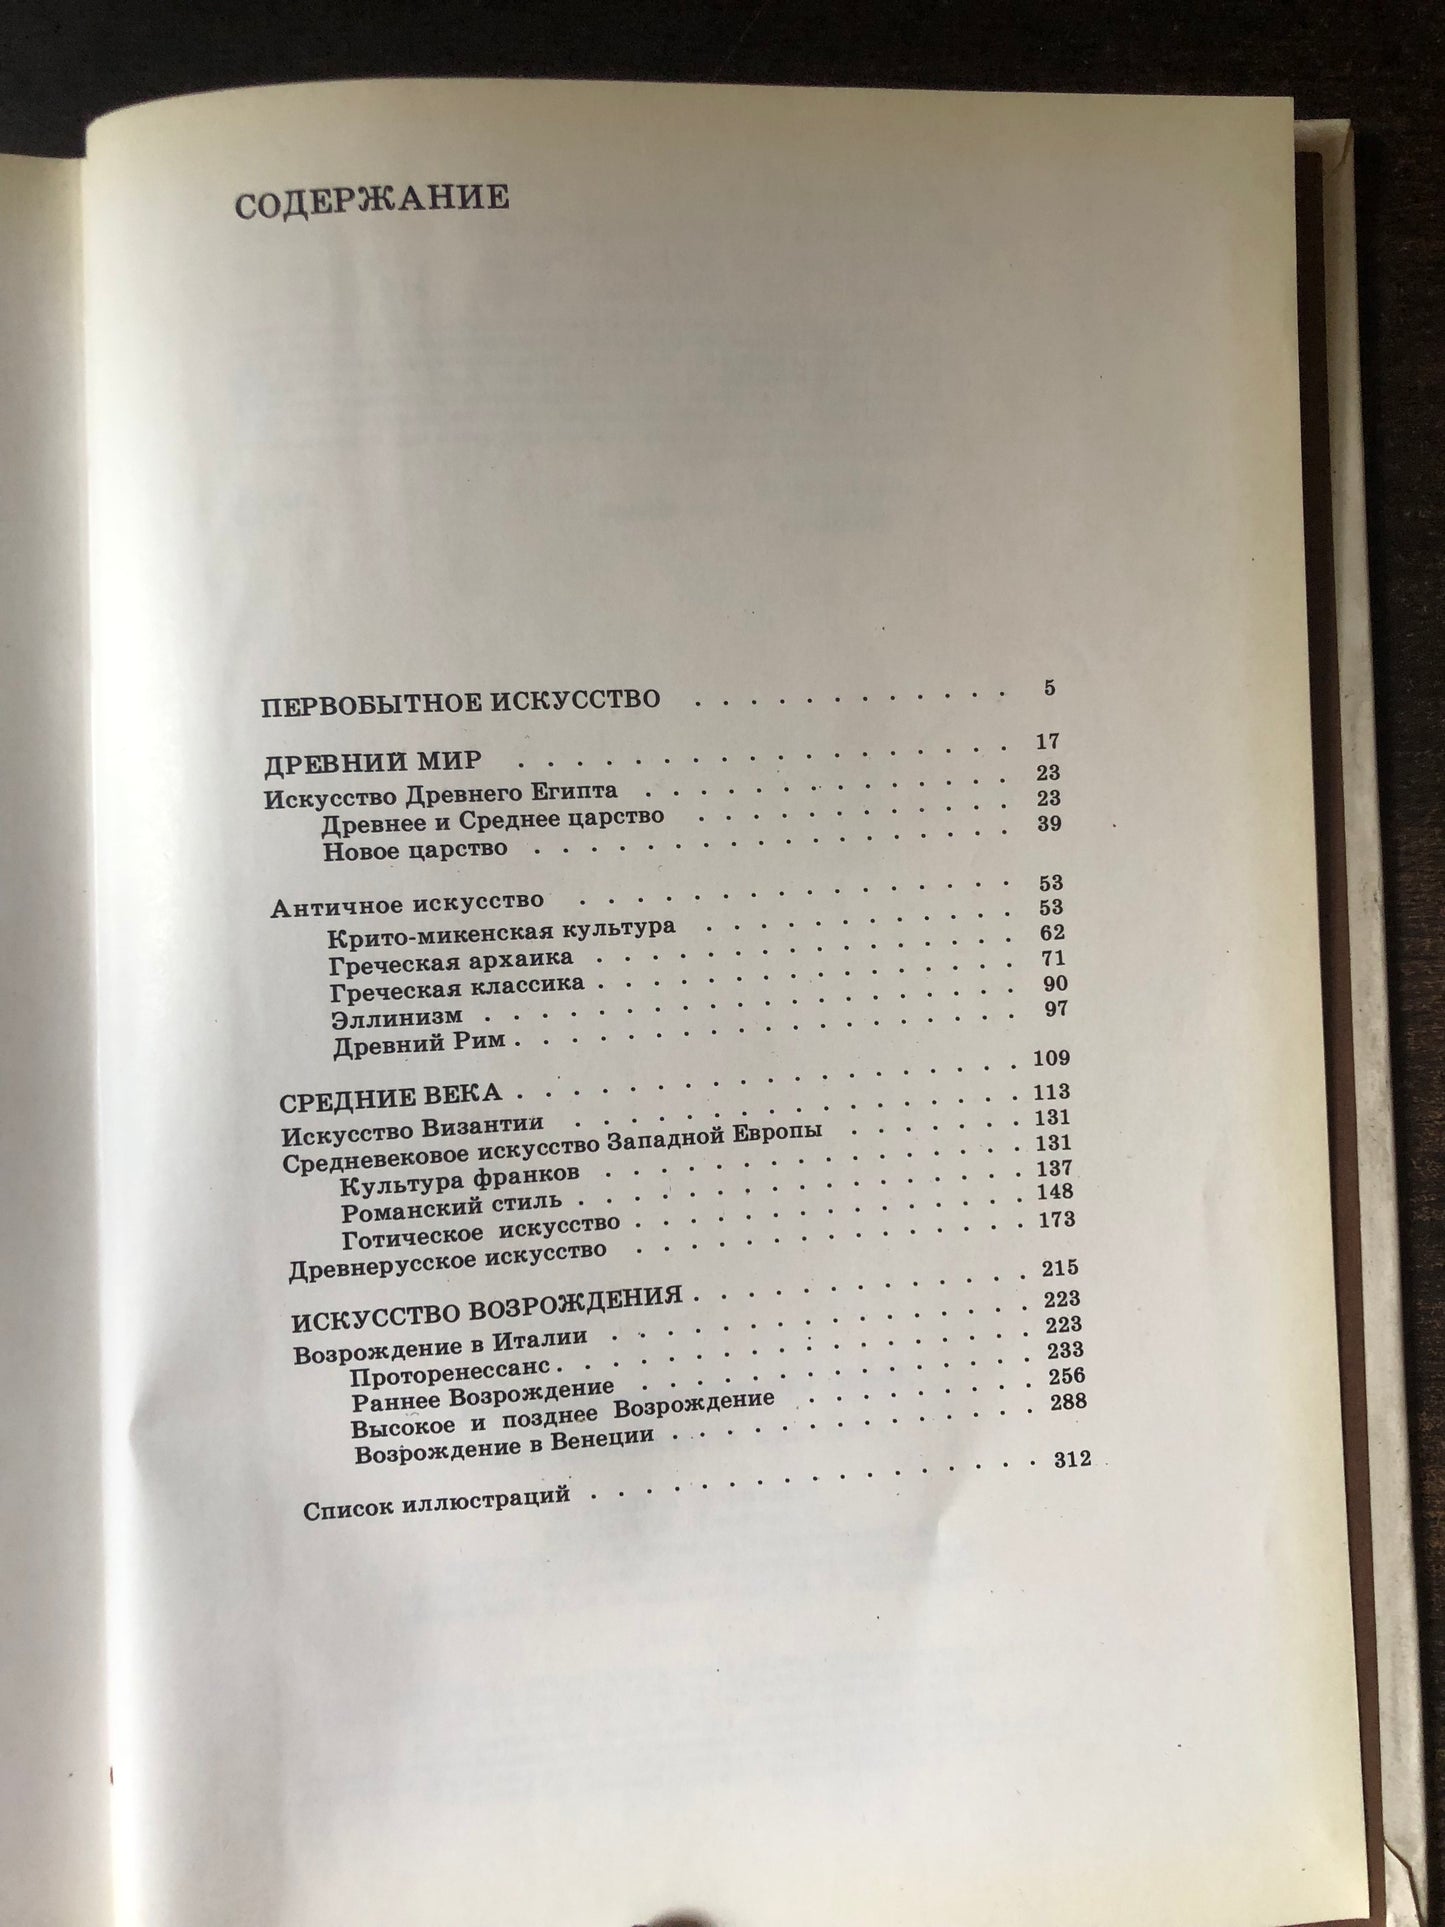 СОДЕРЖАНИЕ
ПЕРВОБЫТНОЕ ИСКУССТВО . . . . . . . . . . . . 5
ДРЕВНИЙ МИР . . . . . . . . . . . . . . . . . . 17
Искусство Древнего Египта . . . . . . . . . . . . . 23
Древнее и Среднее царство . . . . . . . . . . . 23
Новое царство . . . . . . . . . . . . . . . . . 39
Античное искусство . . . . . . . . . . . . . . . . 53
Крито-микенская культура . . . . . . . . . . . 53
Греческая архаика . . . . . . . . . . . . . . . 62
Греческая классика . . . . . . . . . . . . . . . 71
Эллинизм . . . . . . . . . . . . . . . . . . . 90
Древний Рим . . . . . . . . . . . . . . . . . . 97
СРЕДНИЕ ВЕКА . . . . . . . . . . . . . . . . . . 109
Искусство Византии . . . . . . . . . . . . . . . . 113
Средневековое искусство Западной Европы . . . . . . . 131
Культура франков . . . . . . . . . . . . . . . 131
Романский стиль . . . . . . . . . . . . . . . . 137
Готическое искусство . . . . . . . . . . . . . . 148
Древнерусское искусство . . . . . . . . . . . . . . 173
ИСКУССТВО ВОЗРОЖДЕНИЯ . . . . . . . . . . . . . 215
Возрождение в Италии . . . . . . . . . . . . . . . 223
Проторенессанс . . . . . . . . . . . . . . . . . 223
Раннее Возрождение . . . . . . . . . . . . . . 233
Высокое и позднее Возрождение . . . . . . . . . 256
Возрождение в Венеции . . . . . . . . . . . . . 288
Список иллюстраций . . . . . . . . . . . . . . . . 312